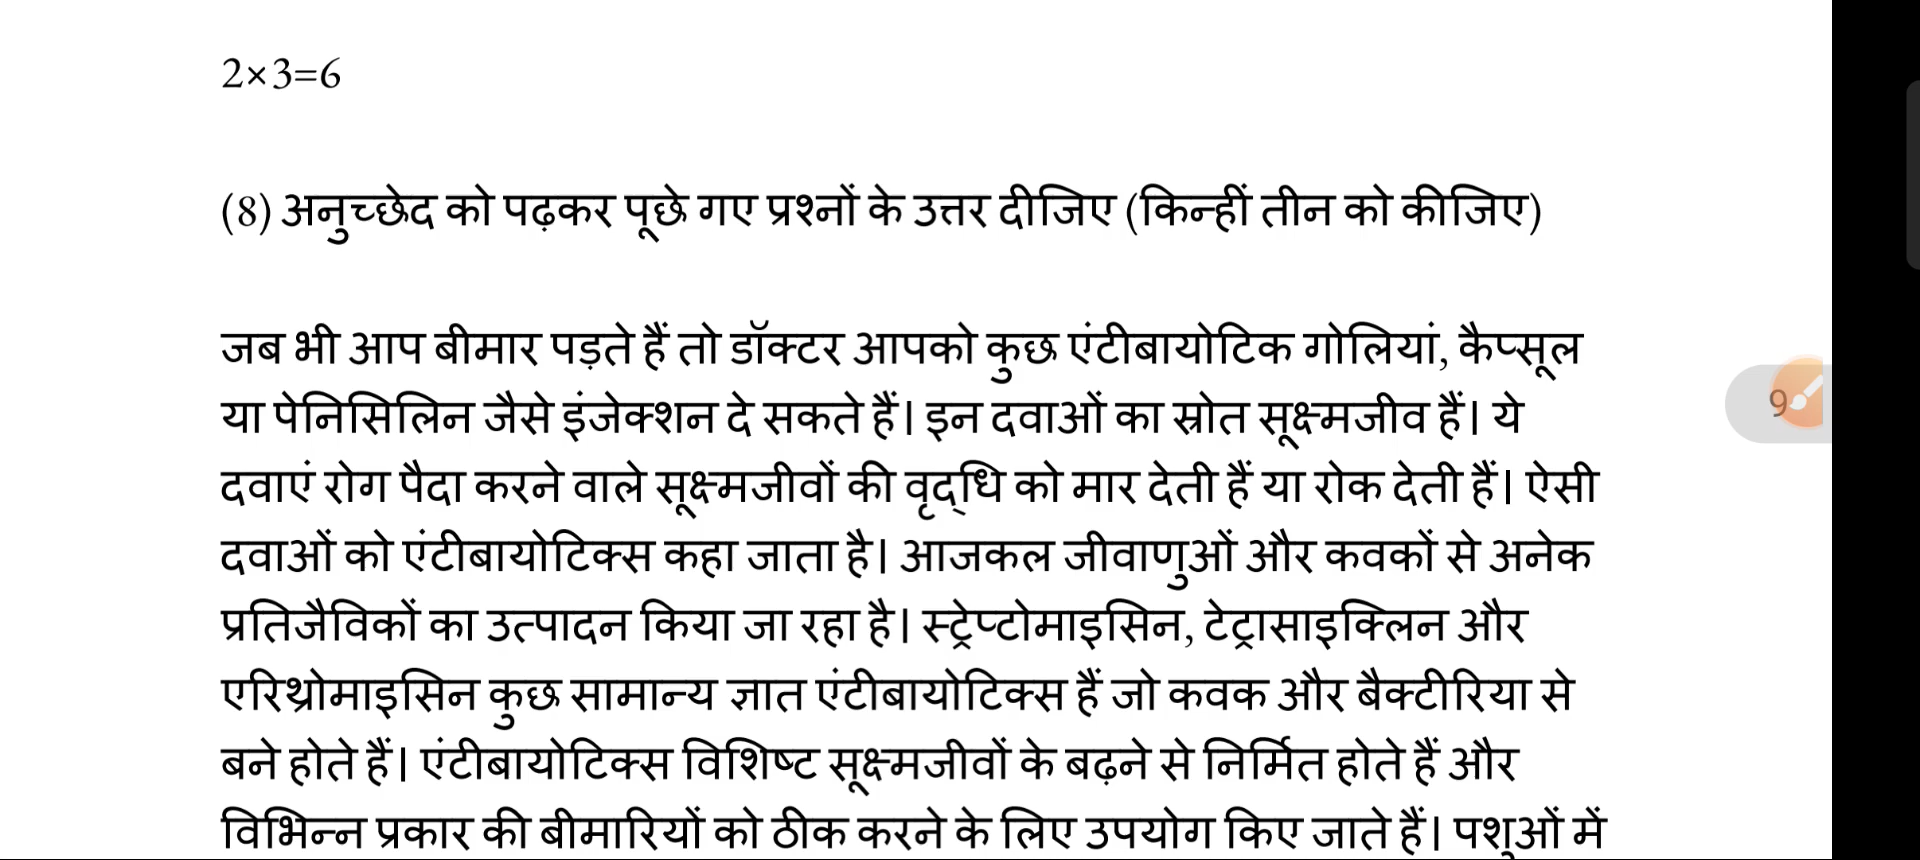 2×3=6
(8) अनुच्छेद को पढ़कर पूछे गए प्रश्नों के उत्तर दीजिए (किन्हीं तीन को कीजिए)
जब भी आप बीमार पड़ते हैं तो डॉक्टर आपको कुछ एंटीबायोटिक गोलियां, कैप्सूल
या पेनिसिलिन जैसे इंजेक्शन दे सकते हैं। इन दवाओं का स्रोत सूक्ष्मजीव हैं। ये
दवाएं रोग पैदा करने वाले सूक्ष्मजीवों की वृद्धि को मार देती हैं या रोक देती हैं। ऐसी
दवाओं को एंटीबायोटिक्स कहा जाता है। आजकल जीवाणुओं और कवकों से अनेक
प्रतिजैविकों का उत्पादन किया जा रहा है। स्ट्रेप्टोमाइसिन, टेट्रासाइक्लिन और
एरिथ्रोमाइसिन कुछ सामान्य ज्ञात एंटीबायोटिक्स हैं जो कवक और बैक्टीरिया से
बने होते हैं। एंटीबायोटिक्स विशिष्ट सूक्ष्मजीवों के बढ़ने से निर्मित होते हैं और
विभिन्न प्रकार की बीमारियों को ठीक करने के लिए उपयोग किए जाते हैं। पशुओं में
9